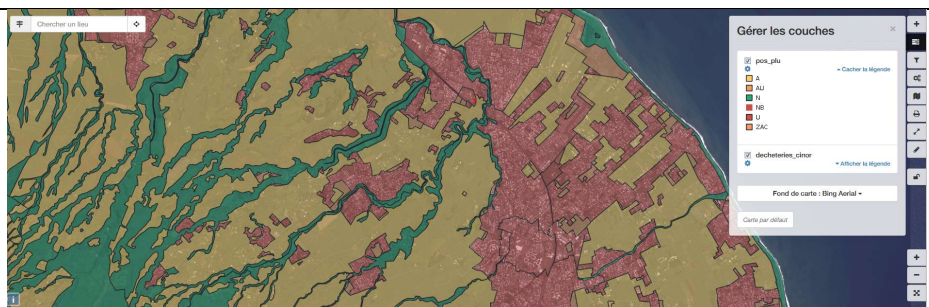 Chercher un lieu
Gérer les couches
×
pos_plu
Cacher la légende
A
AU
N
NB
U
ZAC
decheteries_cinor
Afficher la légende
Fond de carte : Bing Aerial
Carte par défaut
i